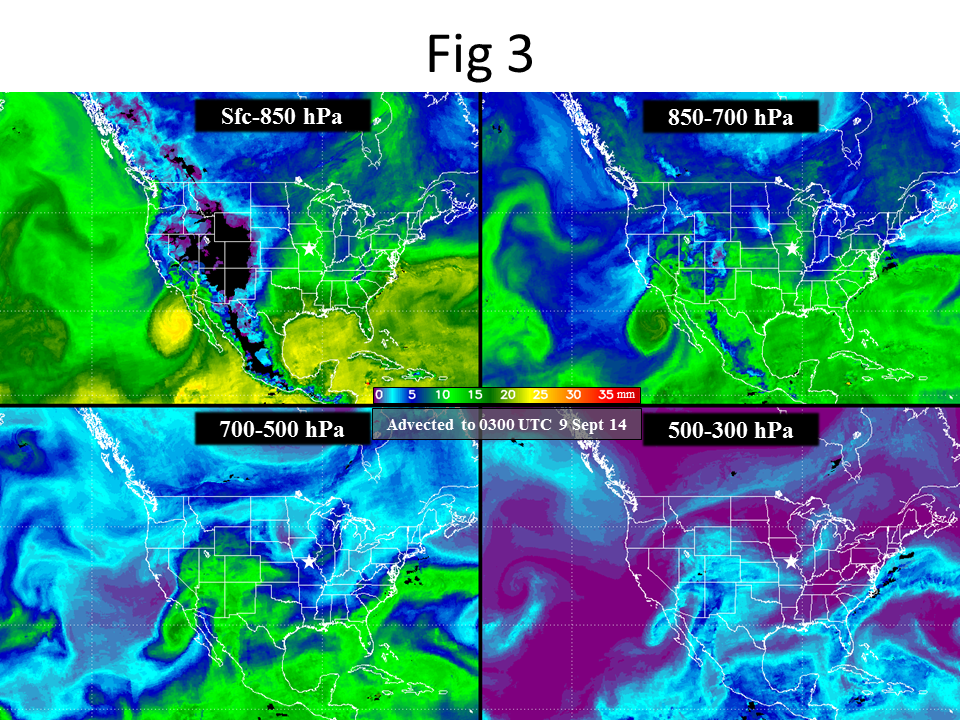 Fig 3
Sfc-850 hPa
850-700 hPa
0 5 10 15 20 25 30 35 mm
Advected to 0300 UTC 9 Sept 14
700-500 hPa
500-300 hPa